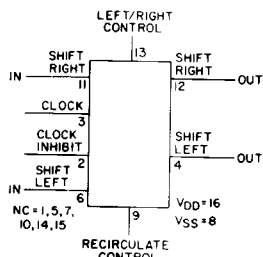 LEFT/RIGHT
CONTROL
13
SHIFT
RIGHT
IN
11
SHIFT
RIGHT
OUT
12
CLOCK
3
CLOCK
INHIBIT
2
SHIFT
LEFT
OUT
4
SHIFT
LEFT
IN
6
NC = 1, 5, 7,
10, 14, 15
VDD = 16
VSS = 8
9
RECIRCULATE
CONTROL